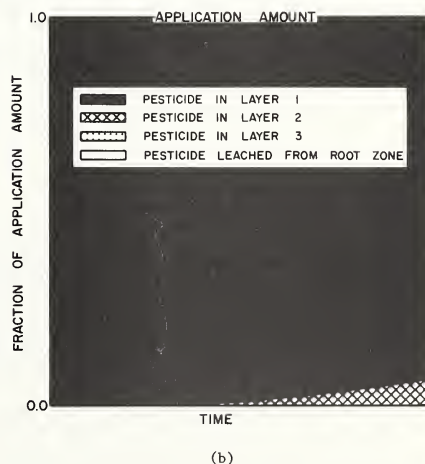 1.0
APPLICATION AMOUNT
PESTICIDE IN LAYER 1
PESTICIDE IN LAYER 2
PESTICIDE IN LAYER 3
PESTICIDE LEACHED FROM ROOT ZONE
FRACTION OF APPLICATION AMOUNT
0.0
TIME
(b)